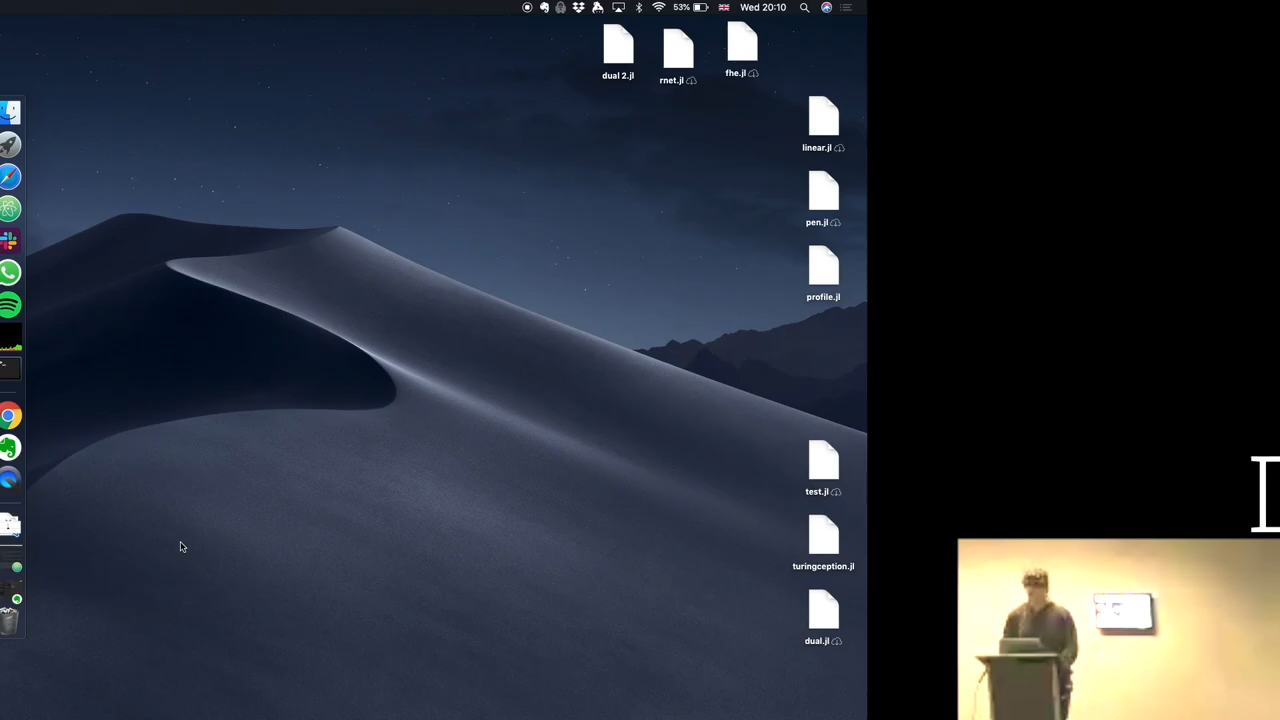 53% Wed 20:10
dual 2.jl
rnet.jl
fhe.jl
linear.jl
pen.jl
profile.jl
test.jl
turingception.jl
dual.jl